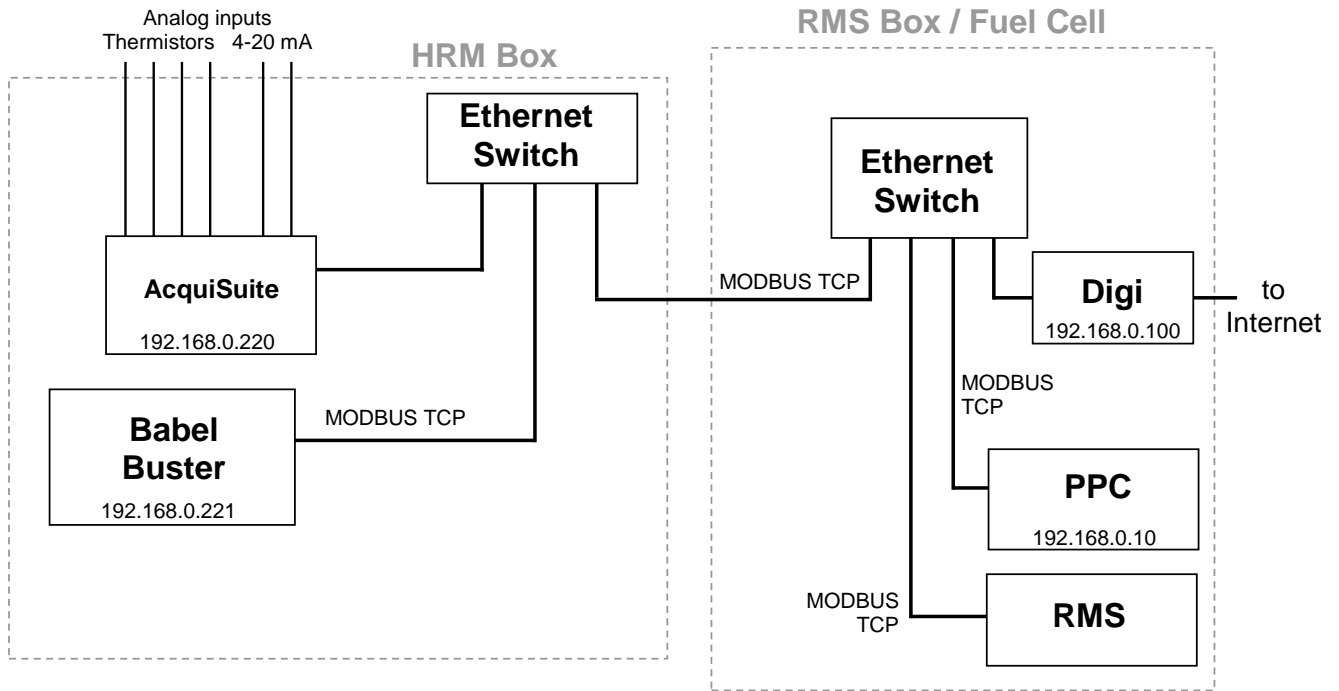 Analog inputs
Thermistors 4-20 mA
HRM Box
Ethernet
Switch
AcquiSuite
192.168.0.220
Babel
Buster
192.168.0.221
MODBUS TCP
MODBUS TCP
RMS Box / Fuel Cell
Ethernet
Switch
Digi
192.168.0.100
to
Internet
MODBUS
TCP
PPC
192.168.0.10
MODBUS
TCP
RMS